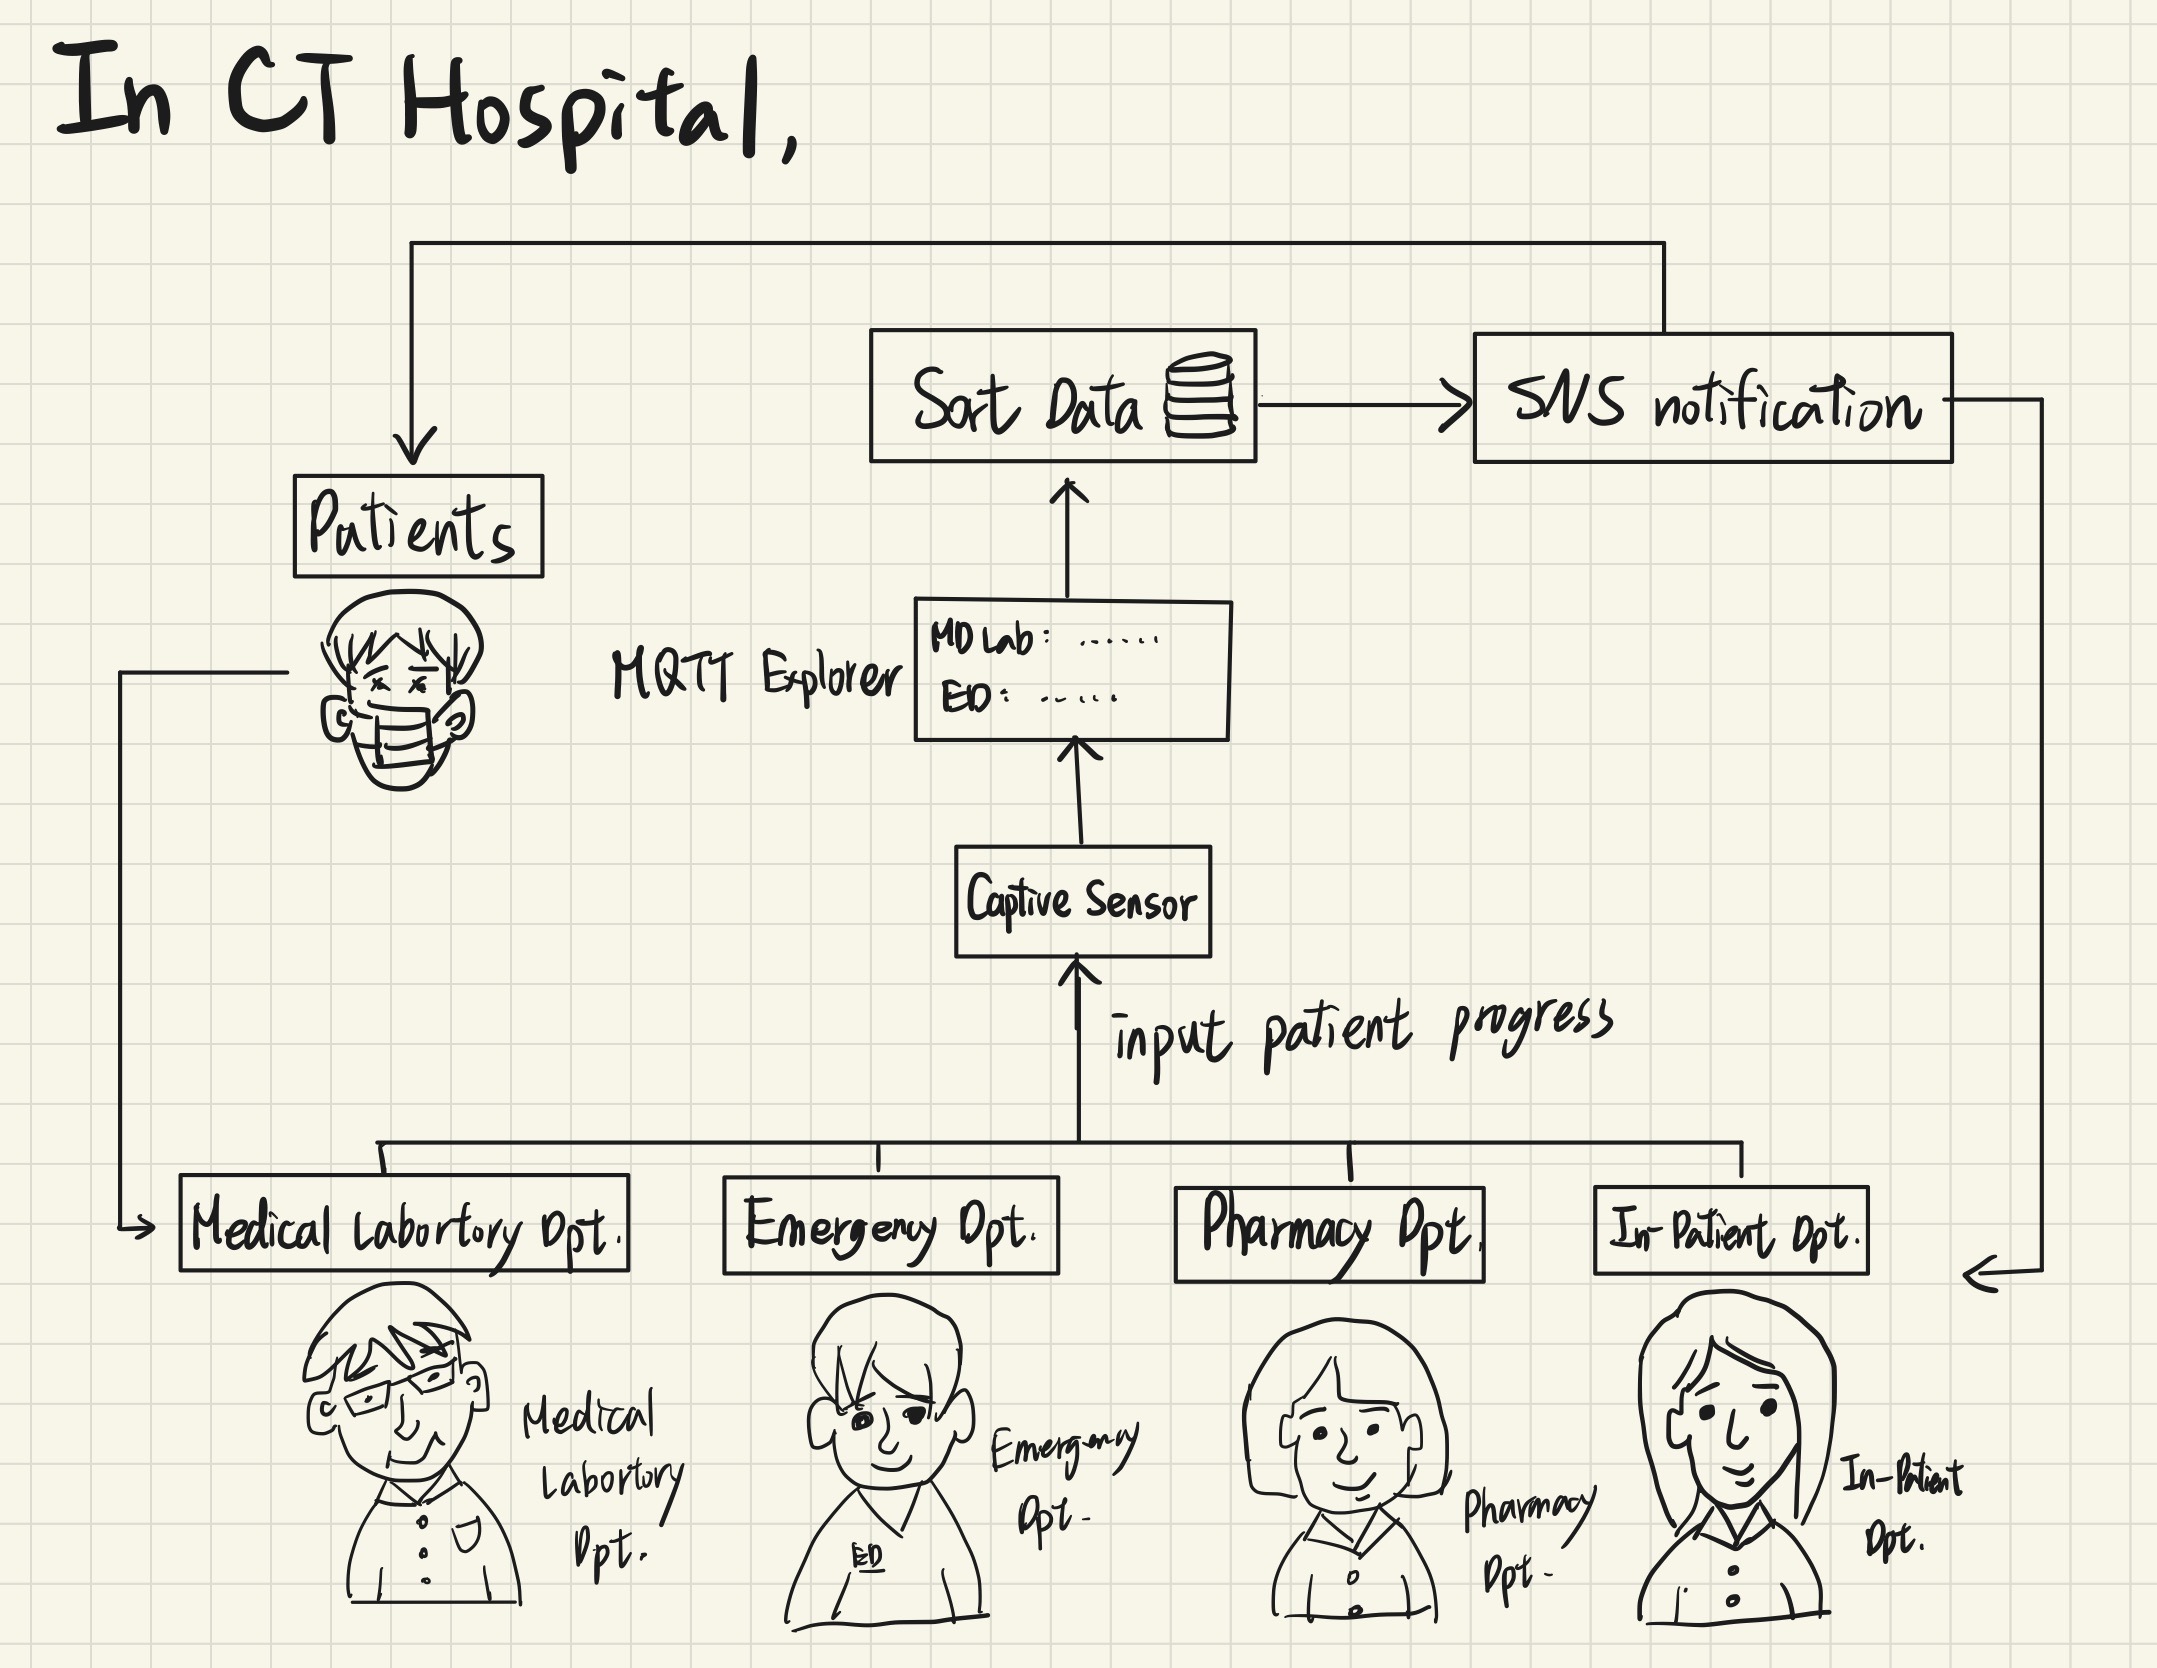 In CT Hospital,
Sort Data
SNS notification
Patients
MQTT Explorer
MD Lab: ......
ED: .....
Captive Sensor
input patient progress
Medical Labortory Dpt.
Emergency Dpt.
Pharmacy Dpt.
In-Patient Dpt.
Medical
Labortory
Dpt.
Emergency
Dpt.
ED
Pharmacy
Dpt.
In-Patient
Dpt.